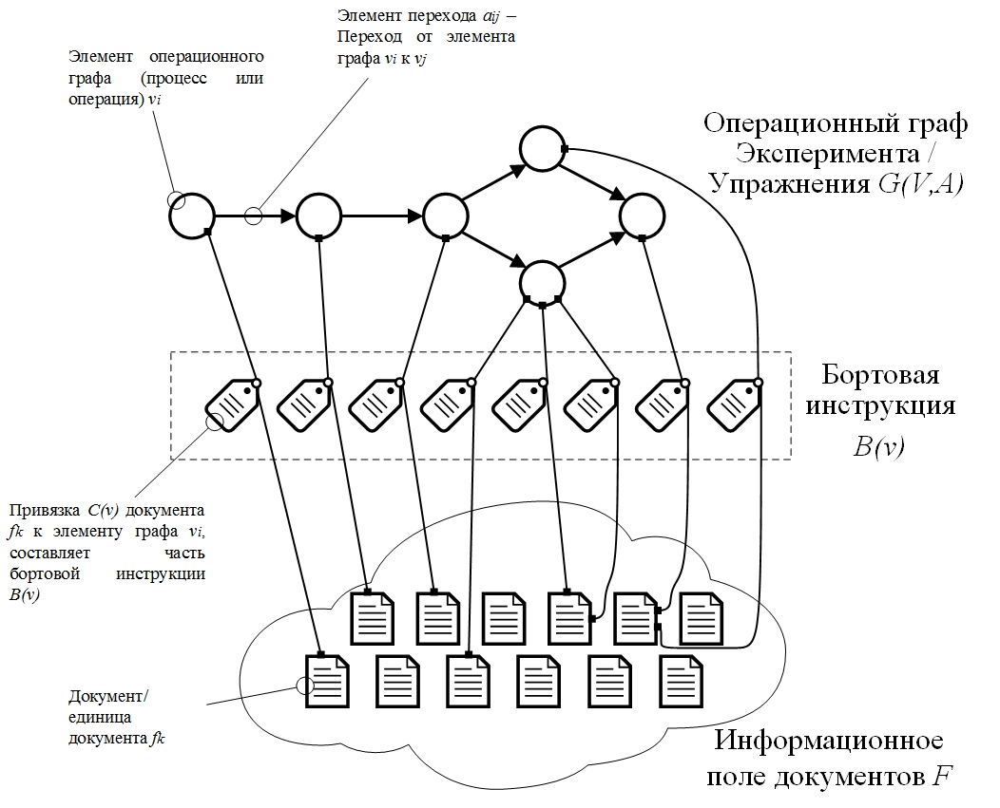 Элемент перехода aij –
Переход от элемента
графа vi к vj
Элемент операционного
графа (процесс или
операция) vi
Операционный граф
Эксперимента /
Упражнения G(V,A)
Бортовая
инструкция
B(v)
Привязка C(v) документа
fk к элементу графа vi,
составляет часть
бортовой инструкции
B(v)
Документ/
единица
документа fk
Информационное
поле документов F